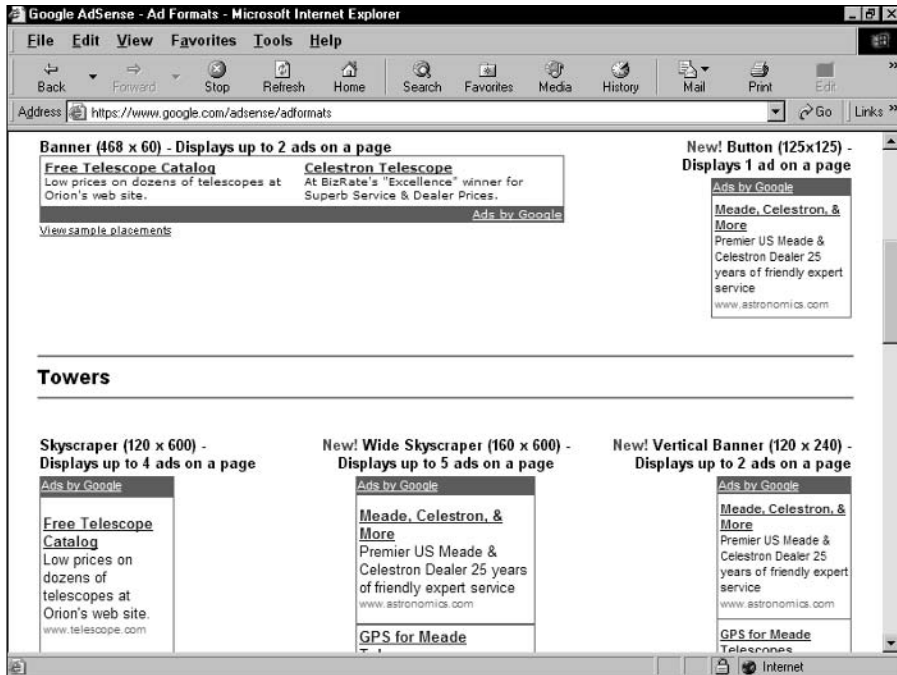 Google AdSense - Ad Formats - Microsoft Internet Explorer
File Edit View Favorites Tools Help
Back Forward Stop Refresh Home Search Favorites Media History Mail Print Edit
Address https://www.google.com/adsense/adformats Go Links
Banner (468 x 60) - Displays up to 2 ads on a page
Free Telescope Catalog
Low prices on dozens of telescopes at
Orion's web site.
Celestron Telescope
At BizRate's "Excellence" winner for
Superb Service & Dealer Prices.
Ads by Google
View sample placements
New! Button (125x125) -
Displays 1 ad on a page
Ads by Google
Meade, Celestron, &
More
Premier US Meade &
Celestron Dealer 25
years of friendly expert
service
www.astronomics.com
Towers
Skyscraper (120 x 600) -
Displays up to 4 ads on a page
Ads by Google
Free Telescope
Catalog
Low prices on
dozens of
telescopes at
Orion's web site.
www.telescope.com
New! Wide Skyscraper (160 x 600) -
Displays up to 5 ads on a page
Ads by Google
Meade, Celestron, &
More
Premier US Meade &
Celestron Dealer 25 years
of friendly expert service
www.astronomics.com
GPS for Meade
New! Vertical Banner (120 x 240) -
Displays up to 2 ads on a page
Ads by Google
Meade, Celestron, &
More
Premier US Meade &
Celestron Dealer 25
years of friendly expert
service
www.astronomics.com
GPS for Meade
Telescopes
Internet